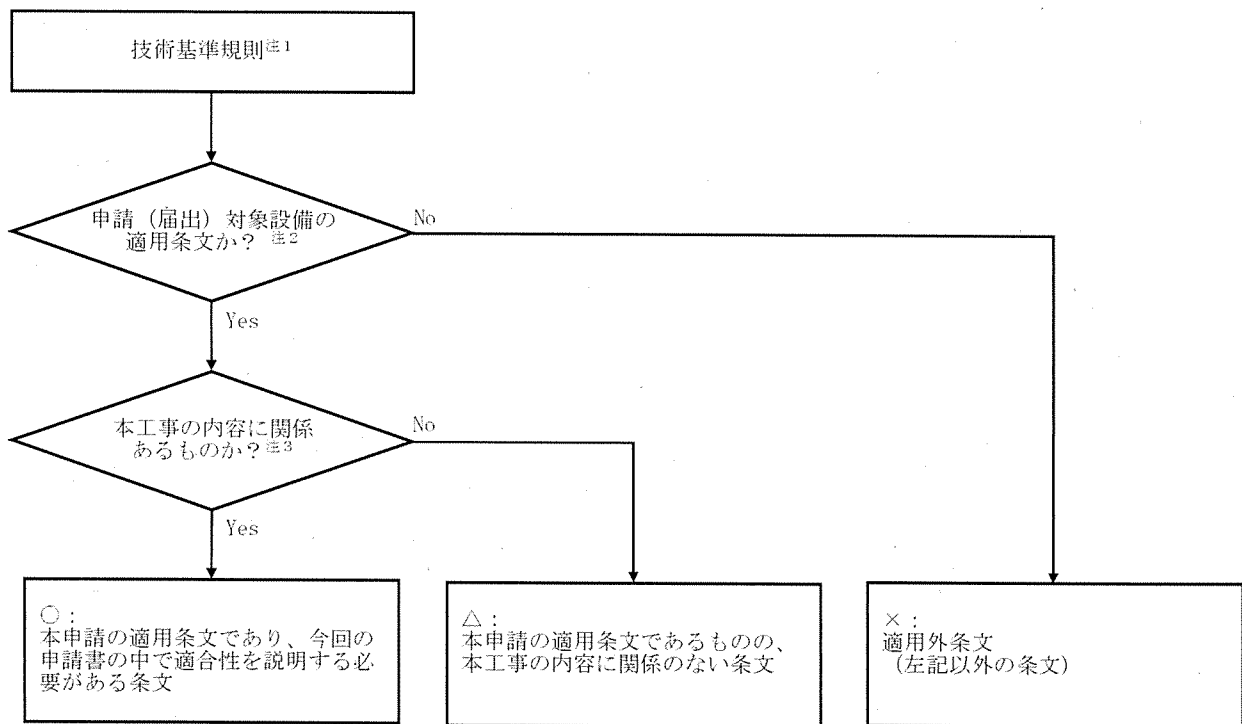 技術基準規則注1
申請（届出）対象設備の
適用条文か？ 注2
No
Yes
本工事の内容に関係
あるものか？注3
No
Yes
○：
本申請の適用条文であり、今回の
申請書の中で適合性を説明する必
要がある条文
△：
本申請の適用条文であるものの、
本工事の内容に関係のない条文
×：
適用外条文
（左記以外の条文）